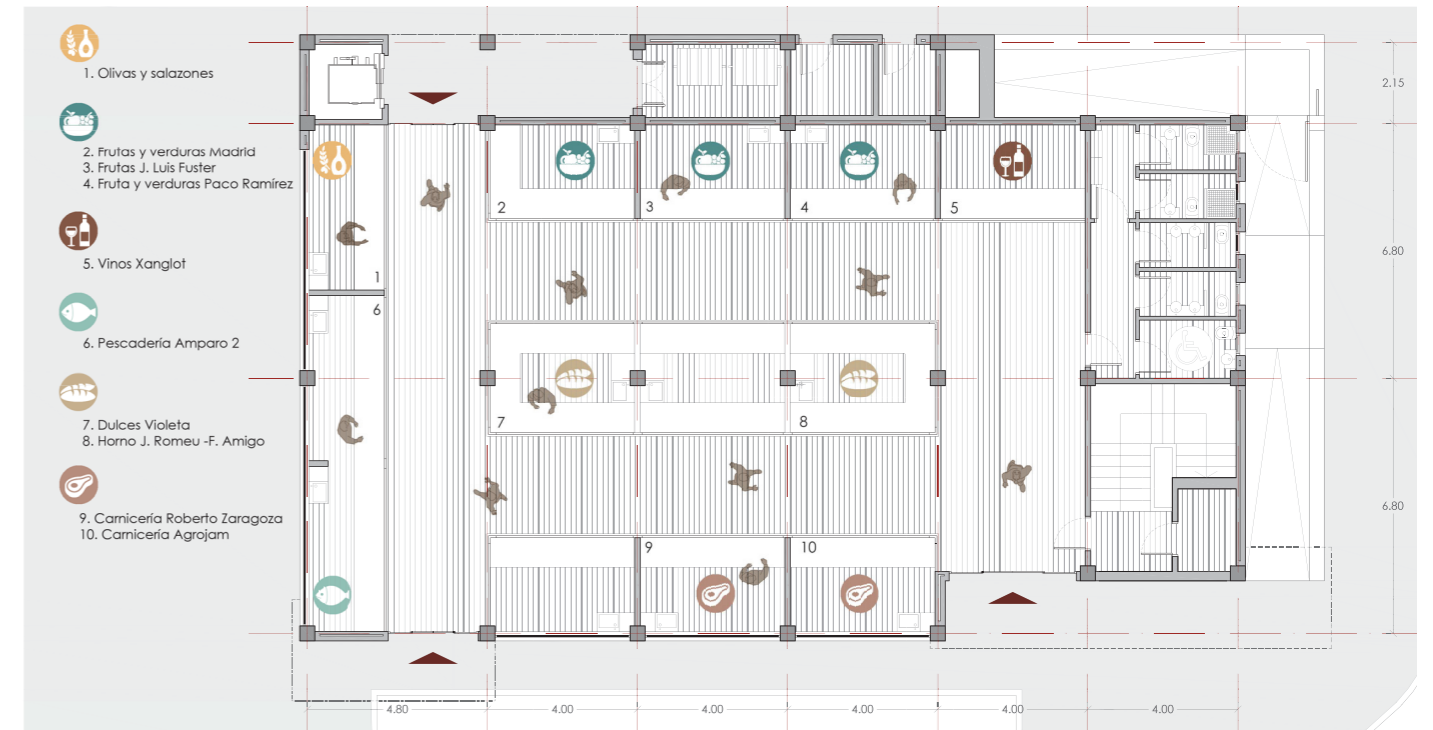 1. Olivas y salazones
2. Frutas y verduras Madrid
3. Frutas J. Luis Fuster
4. Fruta y verduras Paco Ramírez
5. Vinos Xanglot
6. Pescadería Amparo 2
7. Dulces Violeta
8. Horno J. Romeu -F. Amigo
9. Carnicería Roberto Zaragoza
10. Carnicería Agrojam
2.15
2
3
4
5
6.80
1
6
7
8
6.80
9
10
4.80
4.00
4.00
4.00
4.00
4.00